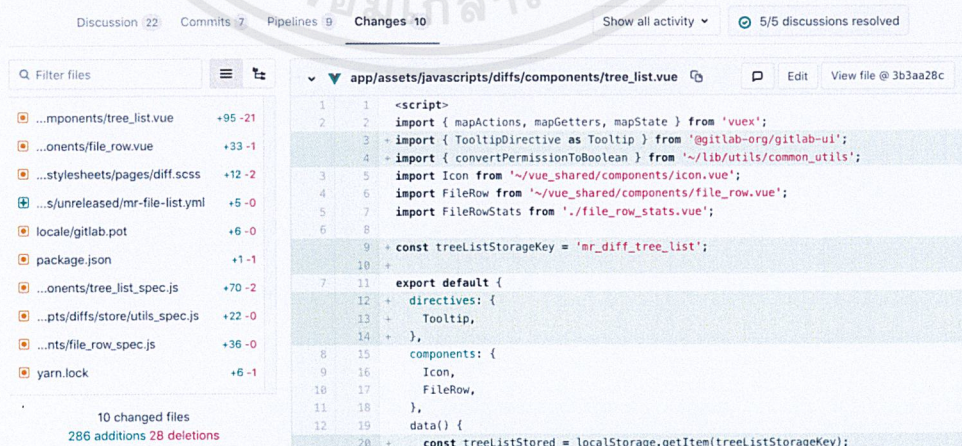 Discussion 22 Commits 7 Pipelines 9 Changes 10 Show all activity 5/5 discussions resolved
Filter files
...mponents/tree_list.vue +95 -21
...onents/file_row.vue +33 -1
...stylesheets/pages/diff.scss +12 -2
...s/unreleased/mr-file-list.yml +5 -0
locale/gitlab.pot +6 -0
package.json +1 -1
...onents/tree_list_spec.js +70 -2
...pts/diffs/store/utils_spec.js +22 -0
...nts/file_row_spec.js +36 -0
yarn.lock +6 -1
10 changed files
286 additions 28 deletions
app/assets/javascripts/diffs/components/tree_list.vue Edit View file @ 3b3aa28c
1 1 <script>
2 2 import { mapActions, mapGetters, mapState } from 'vuex';
3 + import { TooltipDirective as Tooltip } from '@gitlab-org/gitlab-ui';
4 + import { convertPermissionToBoolean } from '~/lib/utils/common_utils';
3 5 import Icon from '~/vue_shared/components/icon.vue';
4 6 import FileRow from '~/vue_shared/components/file_row.vue';
5 7 import FileRowStats from './file_row_stats.vue';
6 8
9 + const treeListStorageKey = 'mr_diff_tree_list';
10 +
7 11 export default {
12 + directives: {
13 + Tooltip,
14 + },
8 15 components: {
9 16 Icon,
10 17 FileRow,
11 18 },
12 19 data() {
20 + const treeListStored = localStorage.getItem(treeListStorageKey);